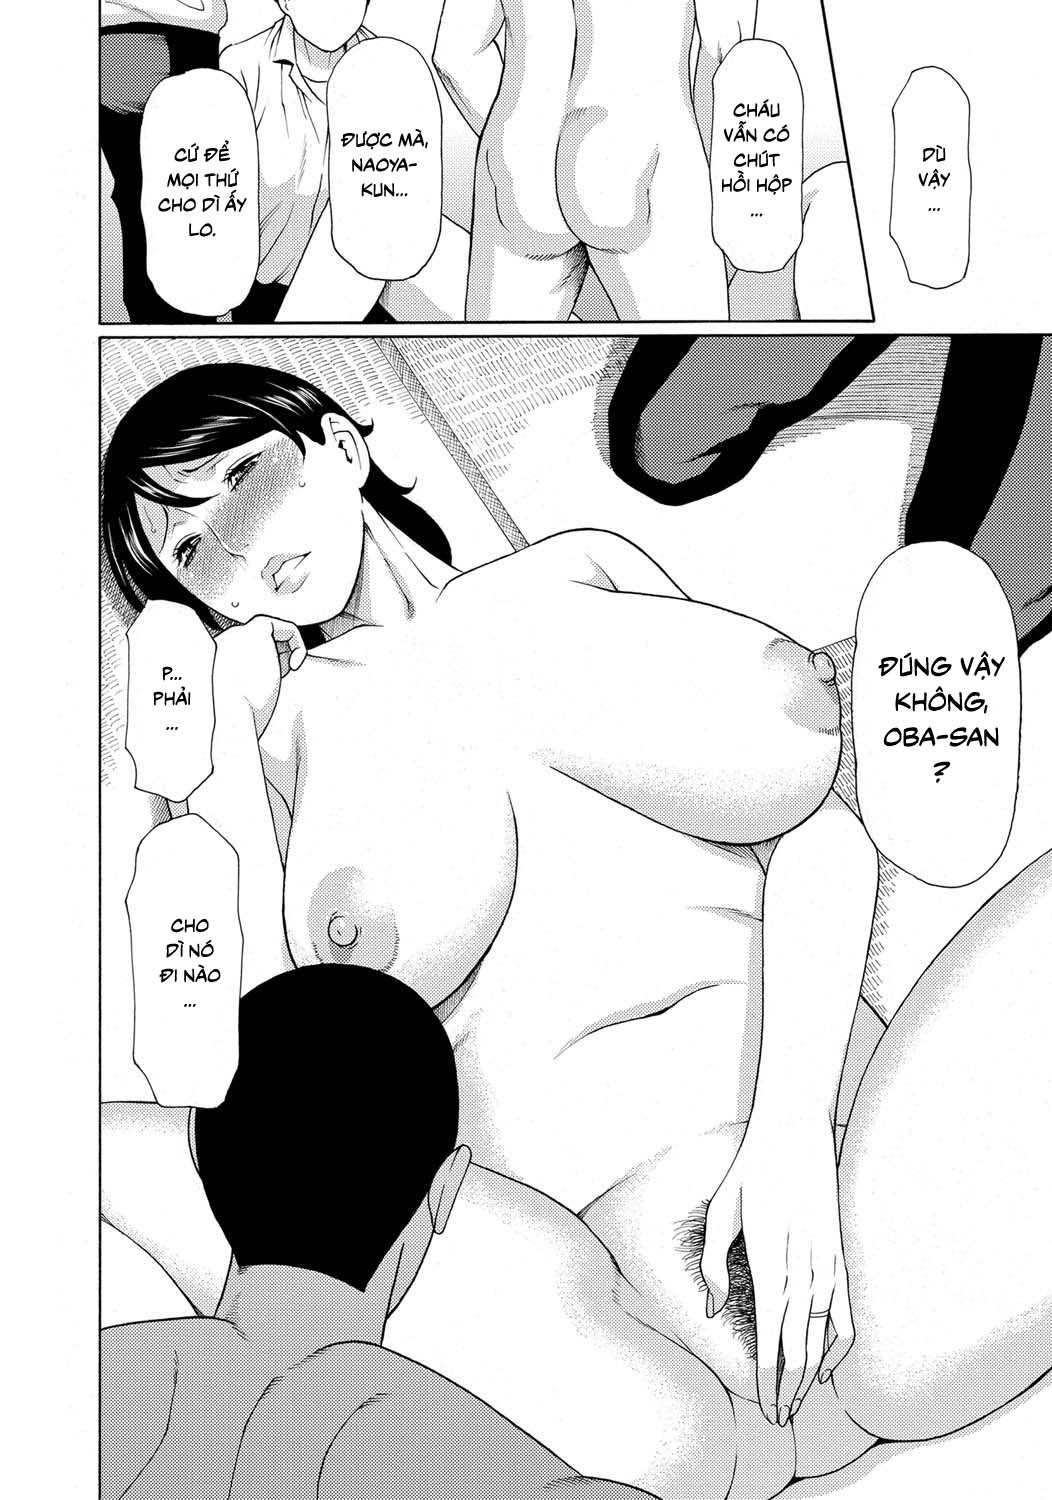 DÙ
VẬY
...
CHÁU
VẪN CÓ
CHÚT
HỒI HỘP
...
ĐƯỢC MÀ,
NAOYA-
KUN...
CỨ ĐỂ
MỌI THỨ
CHO DÌ ẤY
LO.
ĐÚNG VẬY
KHÔNG,
OBA-SAN
?
P...
PHẢI
...
CHO
DÌ NÓ
ĐI NÀO
...